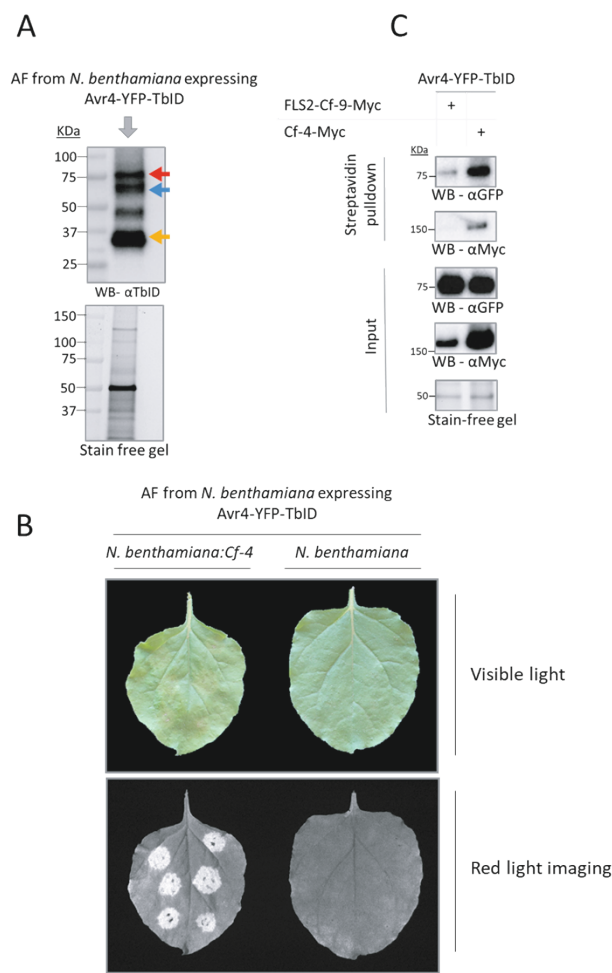 A
AF from N. benthamiana expressing
Avr4-YFP-TbID
KDa
100
75
50
37
25
WB- αTbID
150
100
75
50
37
Stain free gel
C
Avr4-YFP-TbID
FLS2-Cf-9-Myc +
Cf-4-Myc +
KDa
Streptavidin
pulldown
75
WB - αGFP
150
WB - αMyc
Input
75
WB - αGFP
150
WB - αMyc
50
Stain-free gel
B
AF from N. benthamiana expressing
Avr4-YFP-TbID
N. benthamiana:Cf-4 N. benthamiana
Visible light
Red light imaging